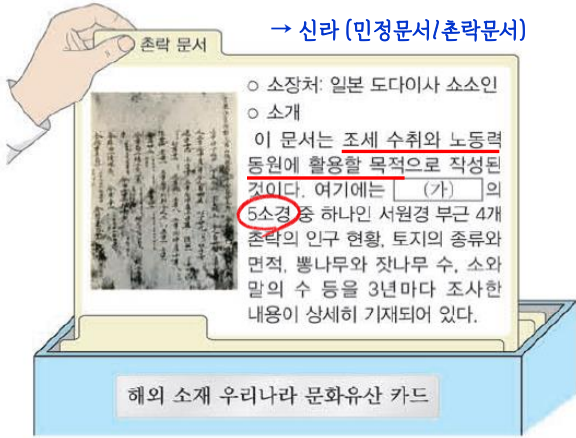 촌락 문서
→ 신라 (민정문서/촌락문서)
○ 소장처: 일본 도다이사 쇼소인
○ 소개
이 문서는 조세 수취와 노동력
동원에 활용할 목적으로 작성된
것이다. 여기에는 (가) 의
5소경 중 하나인 서원경 부근 4개
촌락의 인구 현황, 토지의 종류와
면적, 뽕나무와 잣나무 수, 소와
말의 수 등을 3년마다 조사한
내용이 상세히 기재되어 있다.
해외 소재 우리나라 문화유산 카드